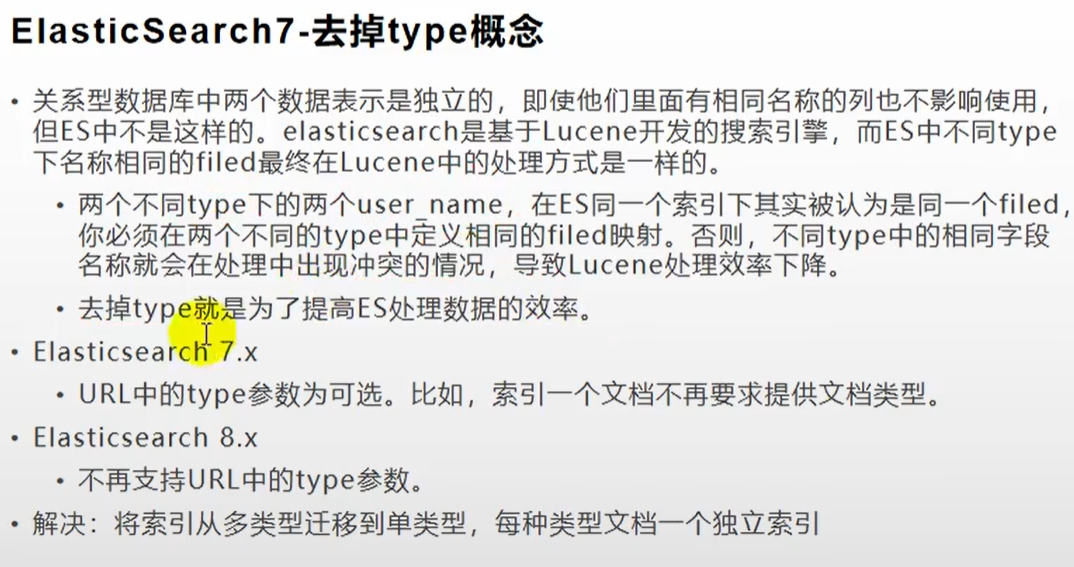 ElasticSearch7-去掉type概念
• 关系型数据库中两个数据表示是独立的，即使他们里面有相同名称的列也不影响使用，
但ES中不是这样的。elasticsearch是基于Lucene开发的搜索引擎，而ES中不同type
下名称相同的filed最终在Lucene中的处理方式是一样的。
• 两个不同type下的两个user_name，在ES同一个索引下其实被认为是同一个filed，
你必须在两个不同的type中定义相同的filed映射。否则，不同type中的相同字段
名称就会在处理中出现冲突的情况，导致Lucene处理效率下降。
• 去掉type就是为了提高ES处理数据的效率。
• Elasticsearch 7.x
• URL中的type参数为可选。比如，索引一个文档不再要求提供文档类型。
• Elasticsearch 8.x
• 不再支持URL中的type参数。
• 解决：将索引从多类型迁移到单类型，每种类型文档一个独立索引